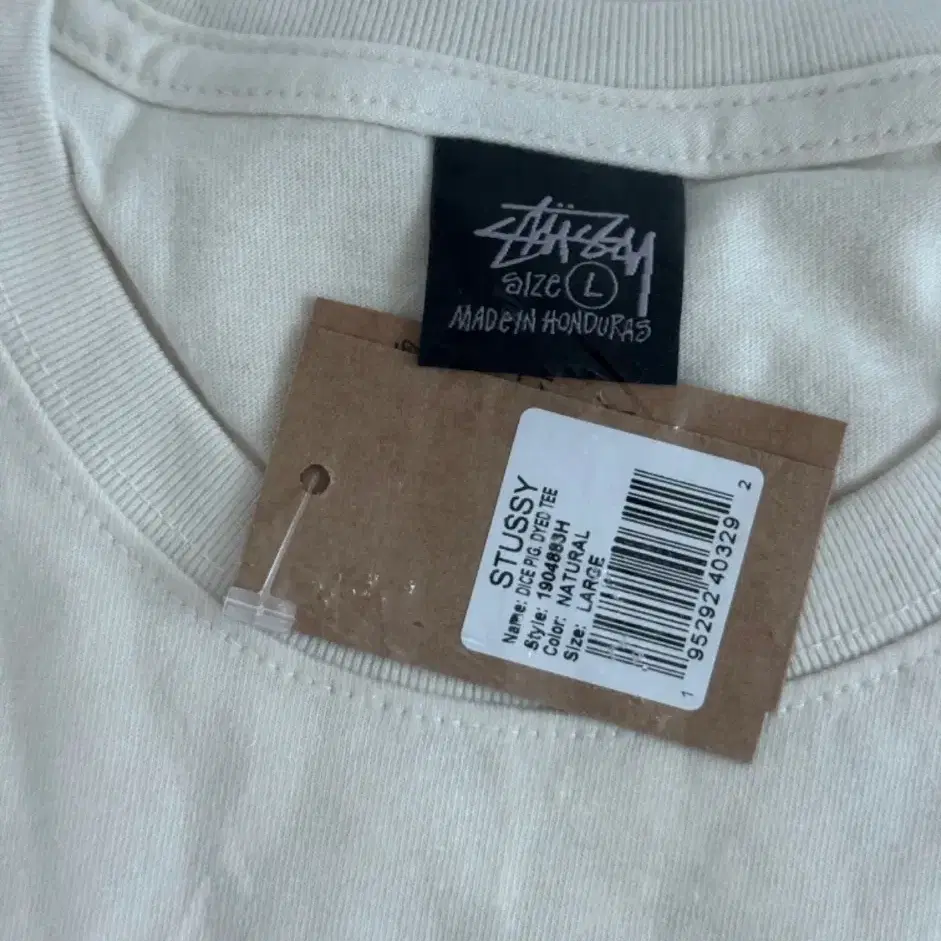 STÜSSY
SIZE L
MADE IN HONDURAS
STUSSY
Name: DICE PIG. DYED TEE
Style: 1904883H
Color: NATURAL
Size: LARGE
1 95292 40329 2